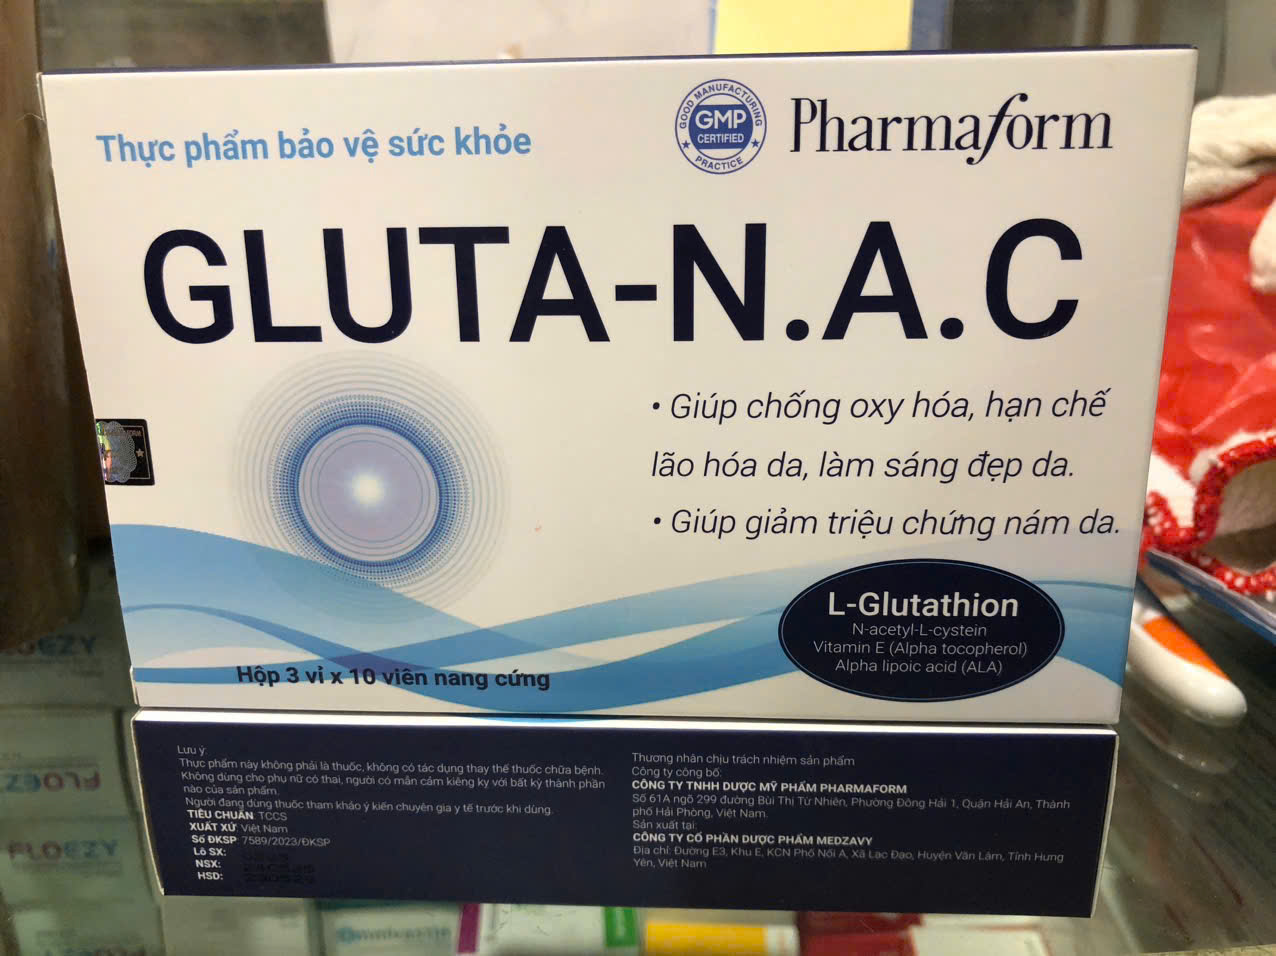 Thực phẩm bảo vệ sức khỏe
GOOD MANUFACTURING
GMP
CERTIFIED
PRACTICE
Pharmaform
GLUTA-N.A.C
• Giúp chống oxy hóa, hạn chế
lão hóa da, làm sáng đẹp da.
• Giúp giảm triệu chứng nám da.
L-Glutathion
N-acetyl-L-cystein
Vitamin E (Alpha tocopherol)
Alpha lipoic acid (ALA)
Hộp 3 vỉ x 10 viên nang cứng
Lưu ý:
Thực phẩm này không phải là thuốc, không có tác dụng thay thế thuốc chữa bệnh.
Không dùng cho phụ nữ có thai, người có mẫn cảm kiêng kỵ với bất kỳ thành phần
nào của sản phẩm.
Người đang dùng thuốc tham khảo ý kiến chuyên gia y tế trước khi dùng.
TIÊU CHUẨN: TCCS
XUẤT XỨ: Việt Nam
Số ĐKSP: 7589/2023/ĐKSP
Lô SX:
NSX:
HSD:
Thương nhân chịu trách nhiệm sản phẩm
Công ty công bố:
CÔNG TY TNHH DƯỢC MỸ PHẨM PHARMAFORM
Số 61A ngõ 299 đường Bùi Thị Từ Nhiên, Phường Đông Hải 1, Quận Hải An, Thành
phố Hải Phòng, Việt Nam.
Sản xuất tại:
CÔNG TY CỔ PHẦN DƯỢC PHẨM MEDZAVY
Địa chỉ: Đường E3, Khu E, KCN Phố Nối A, Xã Lạc Đạo, Huyện Văn Lâm, Tỉnh Hưng
Yên, Việt Nam
FLOEZY